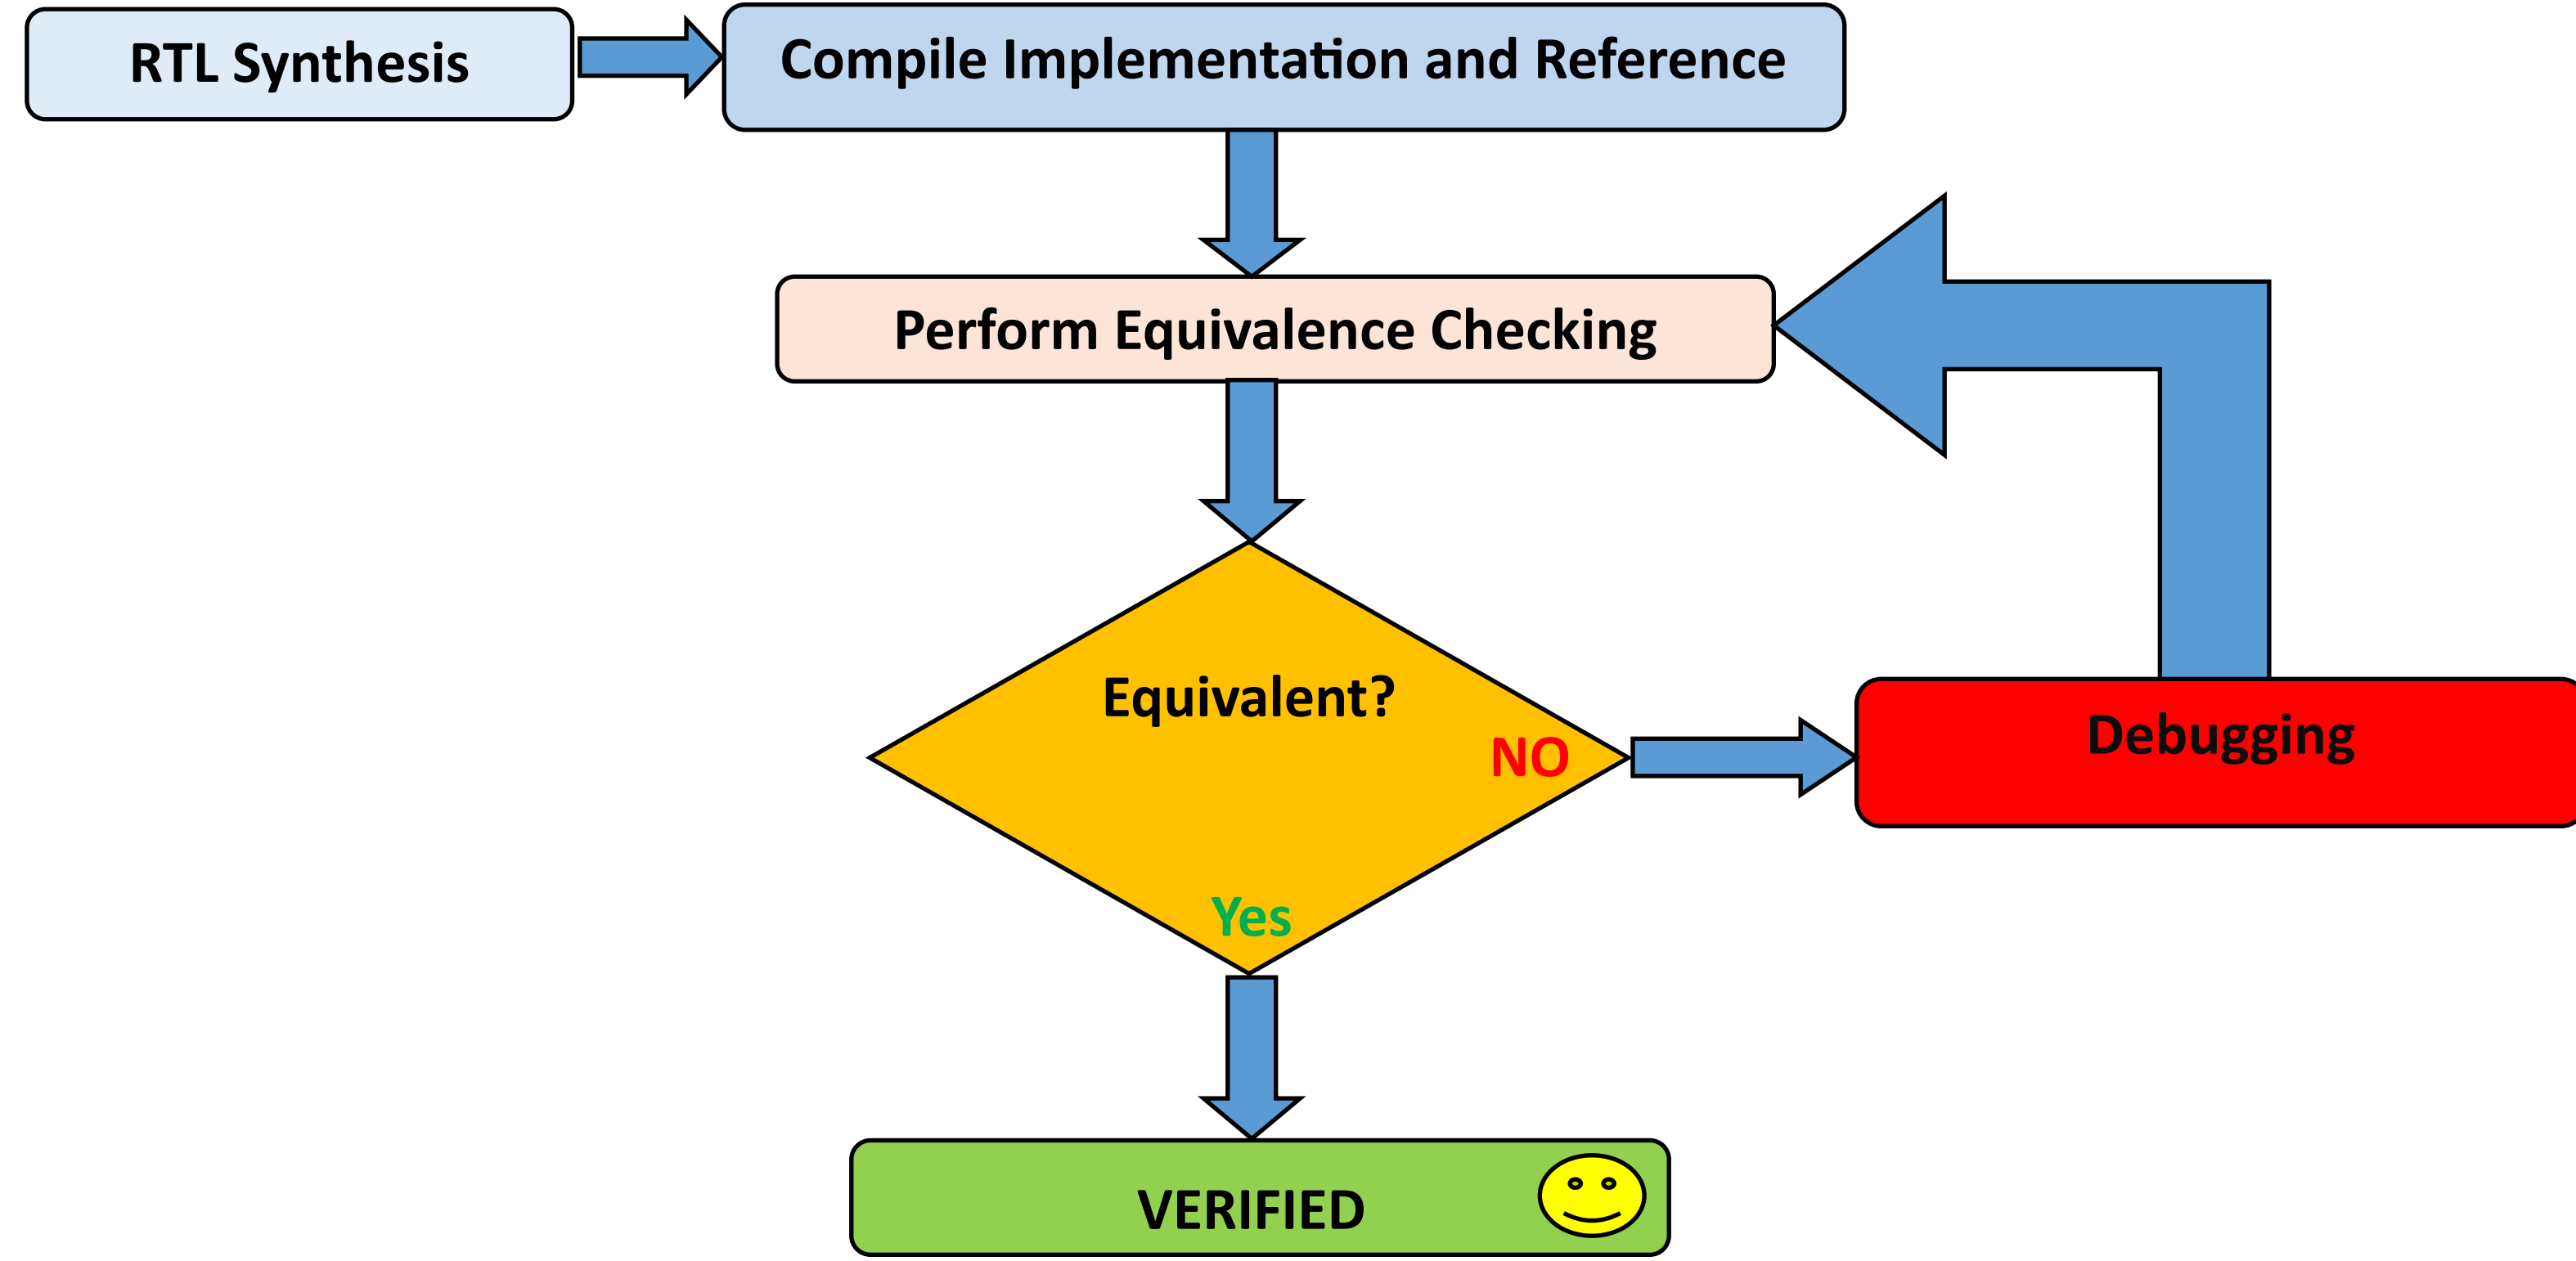 RTL Synthesis
Compile Implementation and Reference
Perform Equivalence Checking
Equivalent?
NO
Debugging
Yes
VERIFIED